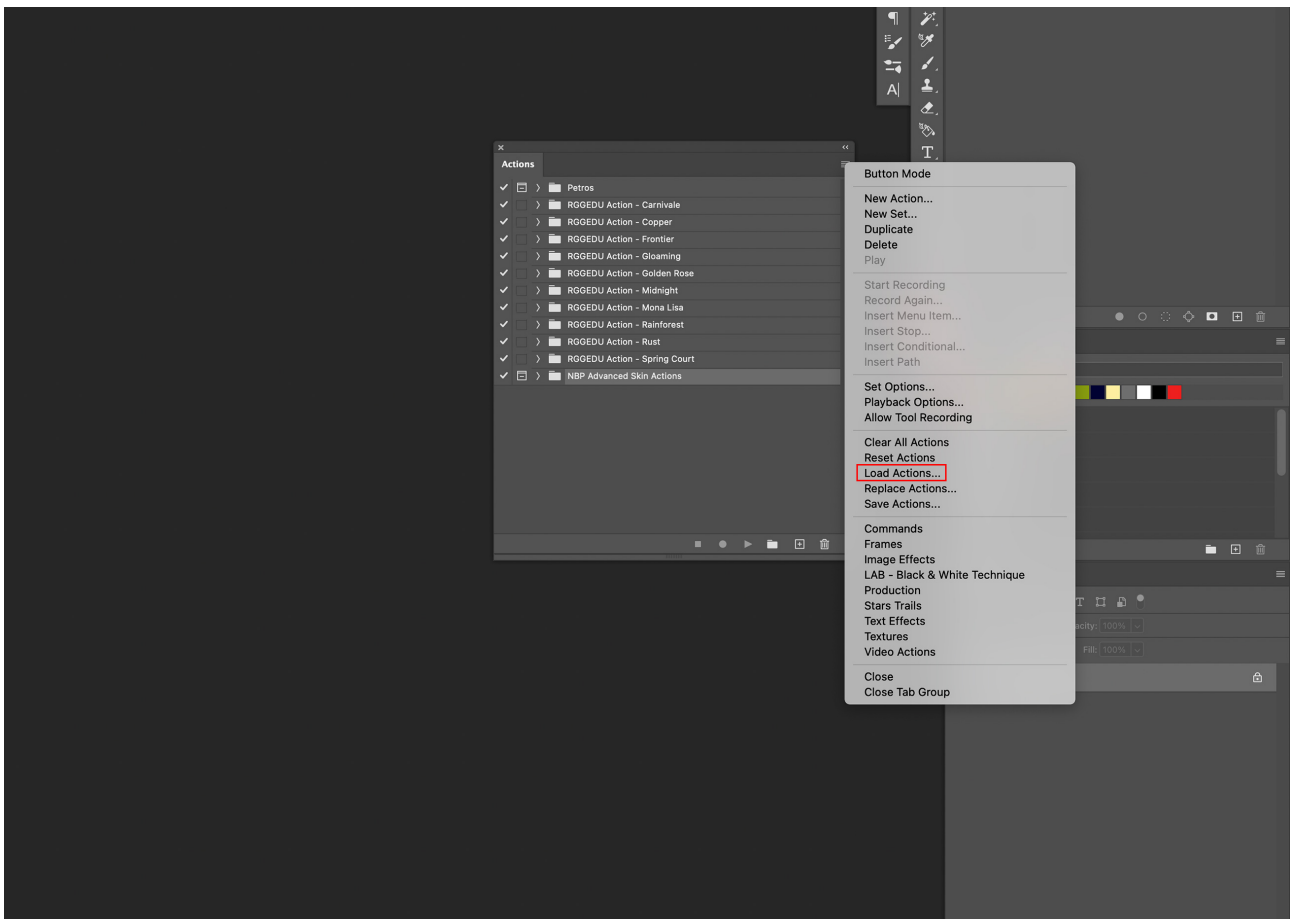 Actions
Petros
RGGEDU Action - Carnivale
RGGEDU Action - Copper
RGGEDU Action - Frontier
RGGEDU Action - Gloaming
RGGEDU Action - Golden Rose
RGGEDU Action - Midnight
RGGEDU Action - Mona Lisa
RGGEDU Action - Rainforest
RGGEDU Action - Rust
RGGEDU Action - Spring Court
NBP Advanced Skin Actions
Button Mode
New Action...
New Set...
Duplicate
Delete
Play
Start Recording
Record Again...
Insert Menu Item...
Insert Stop...
Insert Conditional...
Insert Path
Set Options...
Playback Options...
Allow Tool Recording
Clear All Actions
Reset Actions
Load Actions...
Replace Actions...
Save Actions...
Commands
Frames
Image Effects
LAB - Black & White Technique
Production
Stars Trails
Text Effects
Textures
Video Actions
Close
Close Tab Group
acity: 100%
Fill: 100%